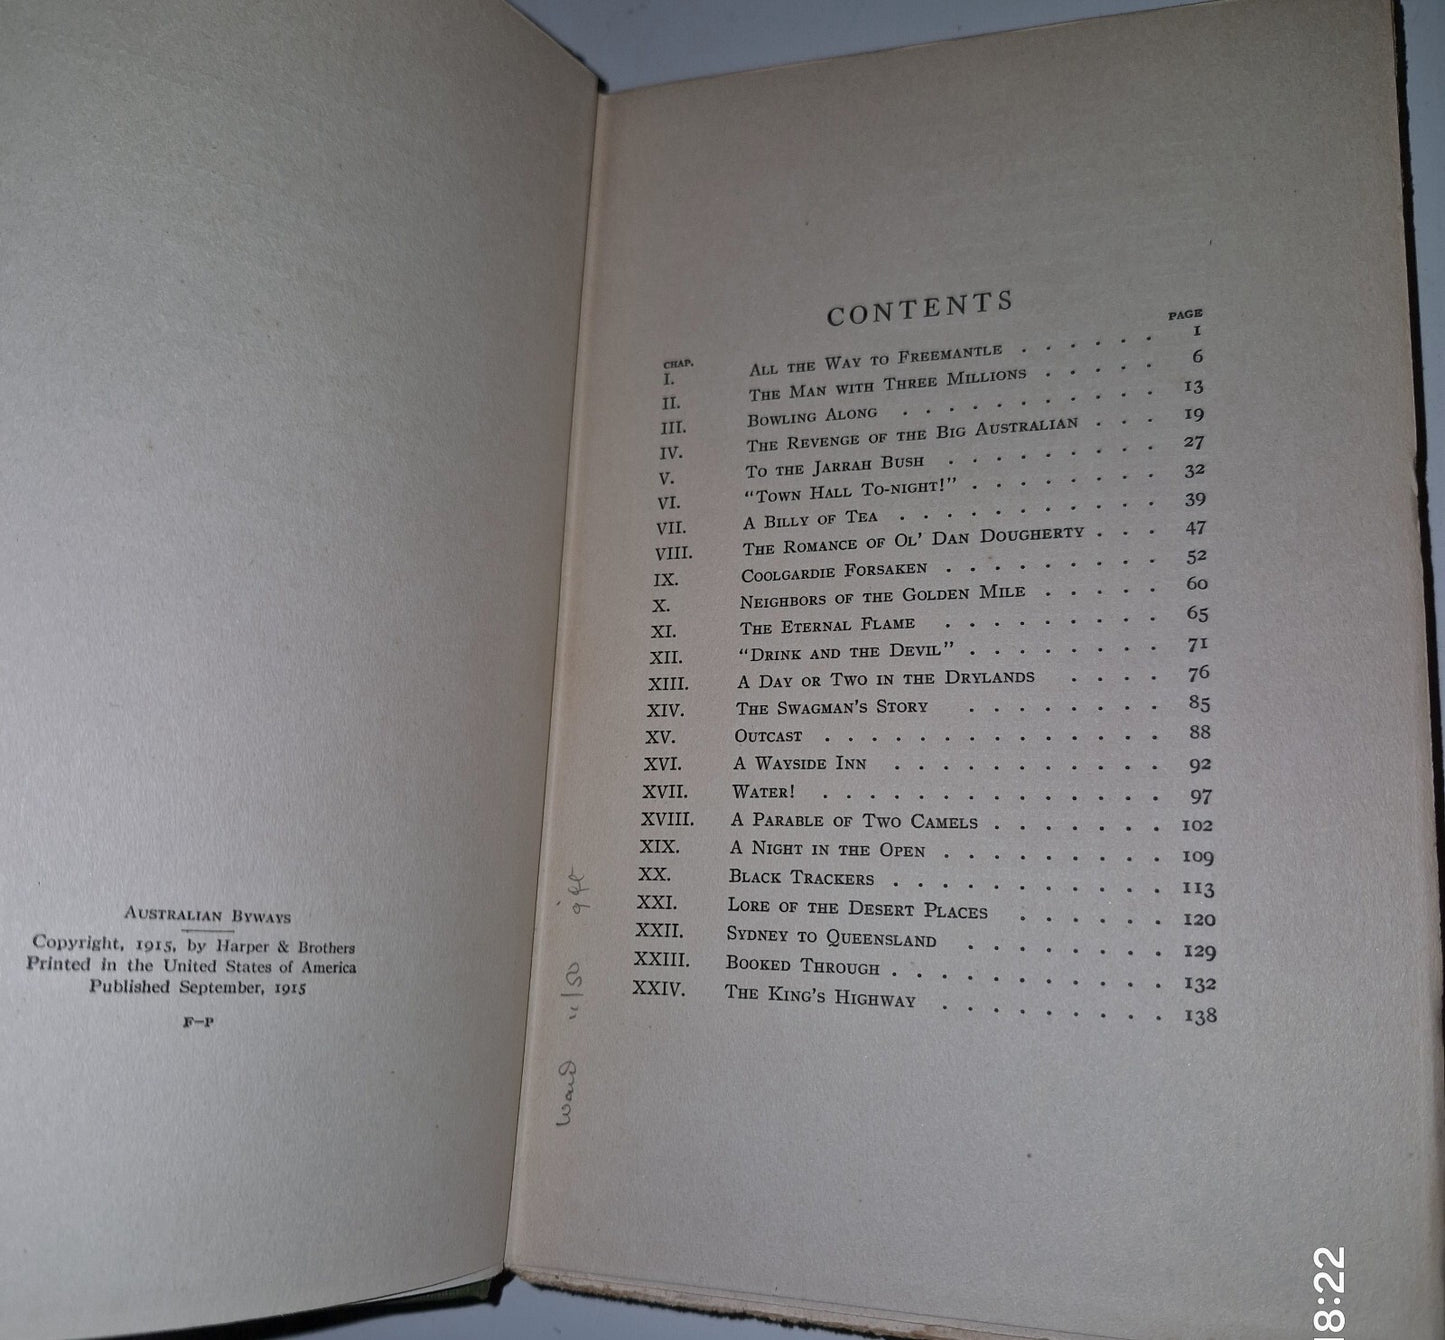 Australian Byways
Copyright, 1915, by Harper & Brothers
Printed in the United States of America
Published September, 1915
F–P
CONTENTS
CHAP. PAGE
I. All the Way to Freemantle 1
II. The Man with Three Millions 6
III. Bowling Along 13
IV. The Revenge of the Big Australian 19
V. To the Jarrah Bush 27
VI. “Town Hall To-night!” 32
VII. A Billy of Tea 39
VIII. The Romance of Ol’ Dan Dougherty 47
IX. Coolgardie Forsaken 52
X. Neighbors of the Golden Mile 60
XI. The Eternal Flame 65
XII. “Drink and the Devil” 71
XIII. A Day or Two in the Drylands 76
XIV. The Swagman’s Story 85
XV. Outcast 88
XVI. A Wayside Inn 92
XVII. Water! 97
XVIII. A Parable of Two Camels 102
XIX. A Night in the Open 109
XX. Black Trackers 113
XXI. Lore of the Desert Places 120
XXII. Sydney to Queensland 129
XXIII. Booked Through 132
XXIV. The King’s Highway 138
Ward 11/50
8:22